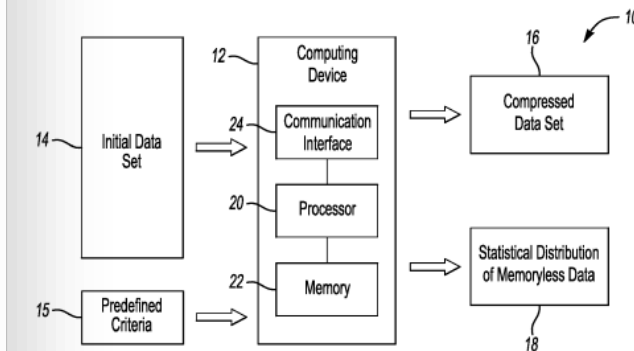 10
12
Computing
Device
16
Compressed
Data Set
14
Initial Data
Set
24
Communication
Interface
20
Processor
22
Memory
Statistical Distribution
of Memoryless Data
18
15
Predefined
Criteria